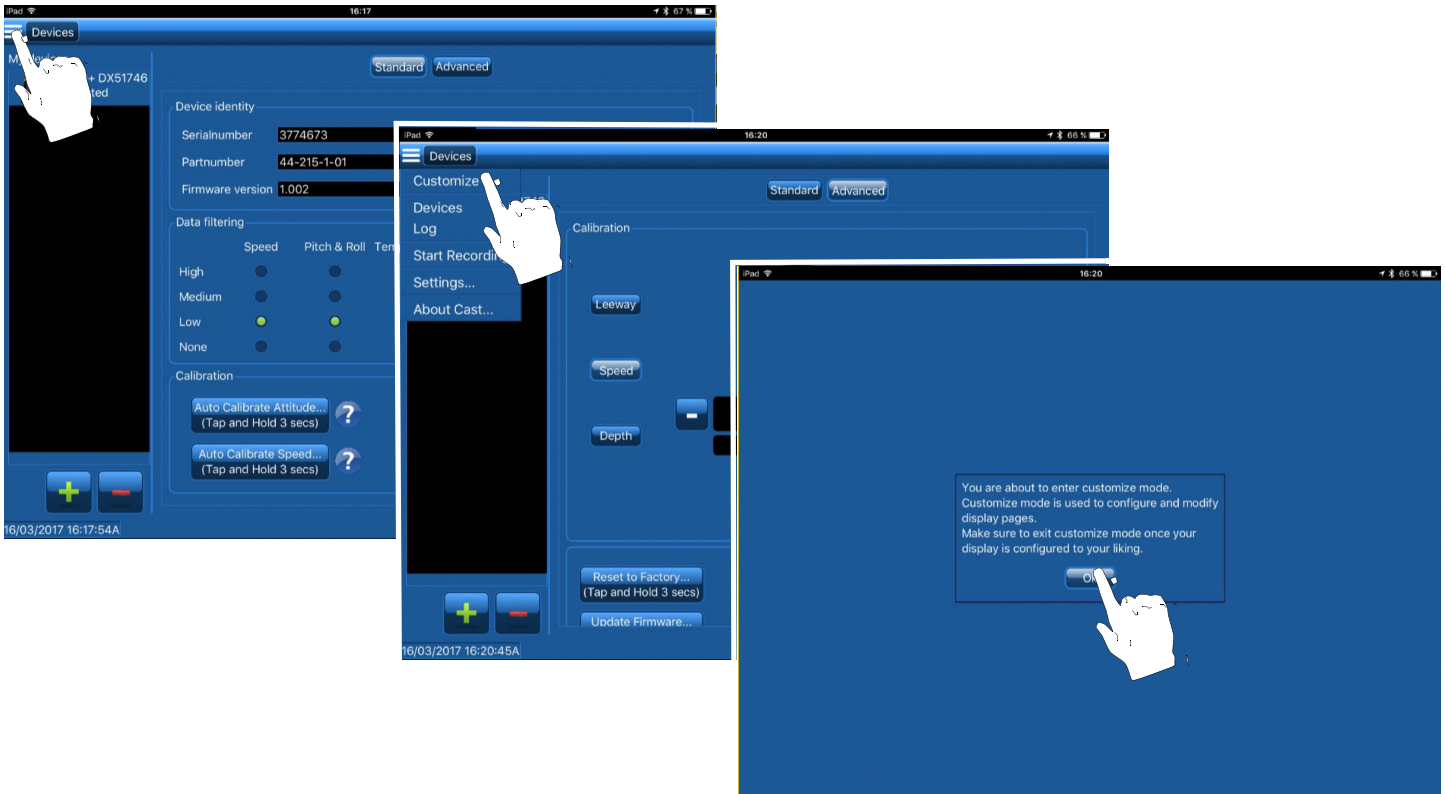 iPad 16:17 67 %
Devices
+ DX51746
Standard Advanced
Device identity
Serialnumber 3774673
Partnumber 44-215-1-01
Firmware version 1.002
Data filtering
Speed Pitch & Roll
High
Medium
Low
None
Calibration
Auto Calibrate Attitude...
(Tap and Hold 3 secs)
?
Auto Calibrate Speed...
(Tap and Hold 3 secs)
?
16/03/2017 16:17:54A
iPad 16:20 66 %
Devices
Customize
Devices
Log
Start Recording
Settings...
About Cast...
Standard Advanced
Calibration
Leeway
Speed
Depth
Reset to Factory...
(Tap and Hold 3 secs)
Update Firmware...
16/03/2017 16:20:45A
iPad 16:20 66 %
You are about to enter customize mode.
Customize mode is used to configure and modify
display pages.
Make sure to exit customize mode once your
display is configured to your liking.